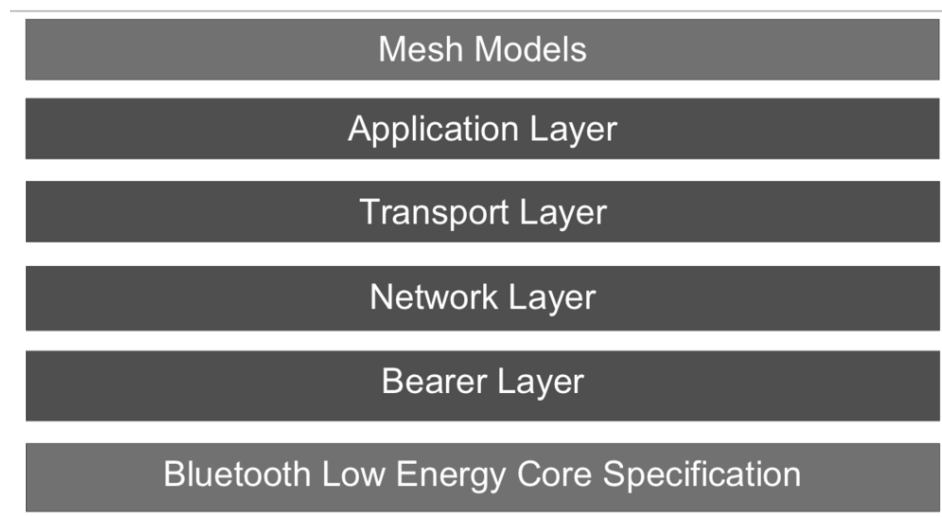 Mesh Models
Application Layer
Transport Layer
Network Layer
Bearer Layer
Bluetooth Low Energy Core Specification